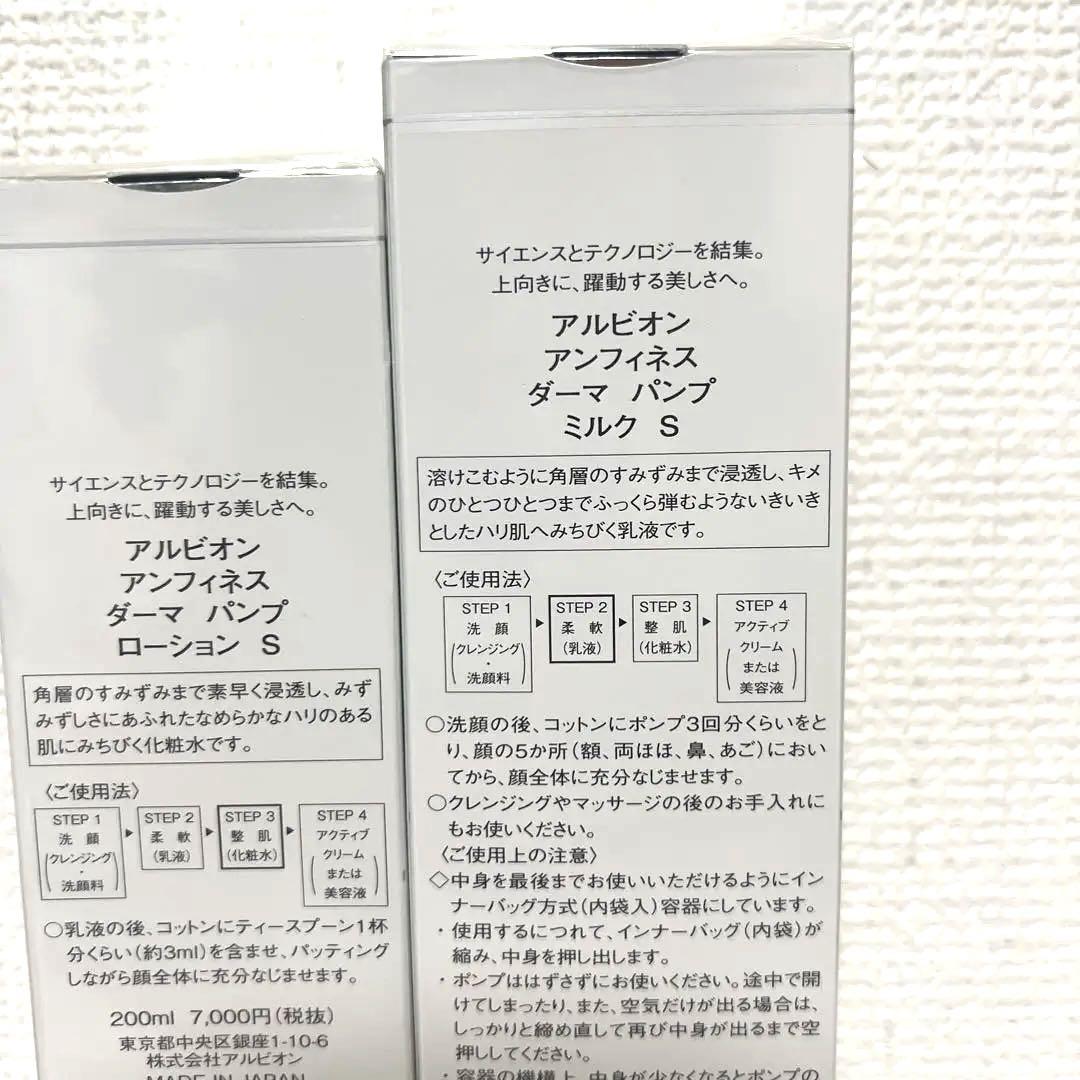 サイエンスとテクノロジーを結集。
上向きに、躍動する美しさへ。
アルビオン
アンフィネス
ダーマ パンプ
ローション S
角層のすみずみまで素早く浸透し、みず
みずしさにあふれたなめらかなハリのある
肌にみちびく化粧水です。
〈ご使用法〉
STEP 1
洗 顔
(クレンジング
・
洗顔料)
▶
STEP 2
柔 軟
(乳液)
▶
STEP 3
整 肌
(化粧水)
▶
STEP 4
アクティブ
(クリーム
または
美容液)
○乳液の後、コットンにティースプーン1杯
分くらい(約3ml)を含ませ、パッティング
しながら顔全体に充分なじませます。
200ml 7,000円(税抜)
東京都中央区銀座1-10-6
株式会社アルビオン
MADE IN JAPAN
サイエンスとテクノロジーを結集。
上向きに、躍動する美しさへ。
アルビオン
アンフィネス
ダーマ パンプ
ミルク S
溶けこむように角層のすみずみまで浸透し、キメ
のひとつひとつまでふっくら弾むようないきいき
としたハリ肌へみちびく乳液です。
〈ご使用法〉
STEP 1
洗 顔
(クレンジング
・
洗顔料)
▶
STEP 2
柔 軟
(乳液)
▶
STEP 3
整 肌
(化粧水)
▶
STEP 4
アクティブ
(クリーム
または
美容液)
○洗顔の後、コットンにポンプ3回分くらいをと
り、顔の5か所(額、両ほほ、鼻、あご)におい
てから、顔全体に充分なじませます。
○クレンジングやマッサージの後のお手入れに
もお使いください。
〈ご使用上の注意〉
◇中身を最後までお使いいただけるようにイン
ナーバッグ方式(内袋入)容器にしています。
・使用するにつれて、インナーバッグ(内袋)が
縮み、中身を押し出します。
・ポンプははずさずにお使いください。途中で開
けてしまったり、また、空気だけが出る場合は、
しっかりと締め直して再び中身が出るまで空
押ししてください。
・容器の機構上、中身が少なくなるとポンプの